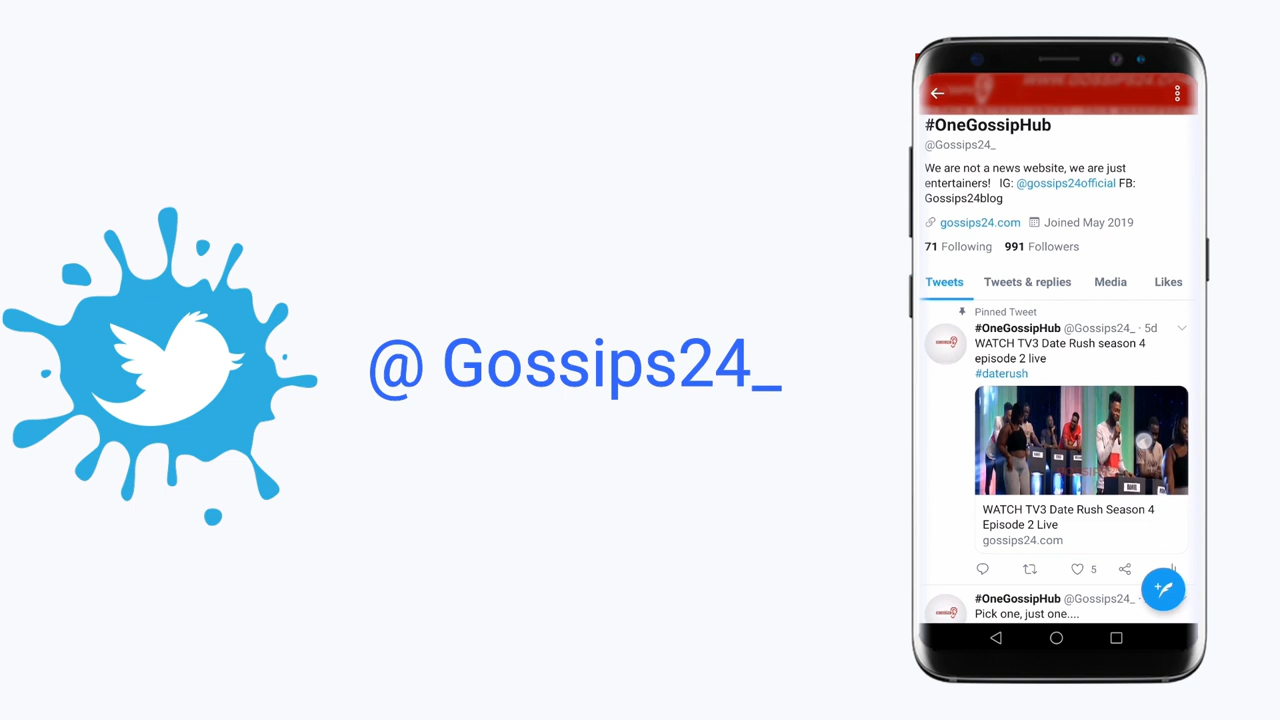 @ Gossips24_
#OneGossipHub
@Gossips24_
We are not a news website, we are just
entertainers! IG: @gossips24official FB:
Gossips24blog
gossips24.com Joined May 2019
71 Following 991 Followers
Tweets Tweets & replies Media Likes
Pinned Tweet
#OneGossipHub @Gossips24_ · 5d
WATCH TV3 Date Rush season 4
episode 2 live
#daterush
WATCH TV3 Date Rush Season 4
Episode 2 Live
gossips24.com
5
#OneGossipHub @Gossips24_ ·
Pick one, just one....